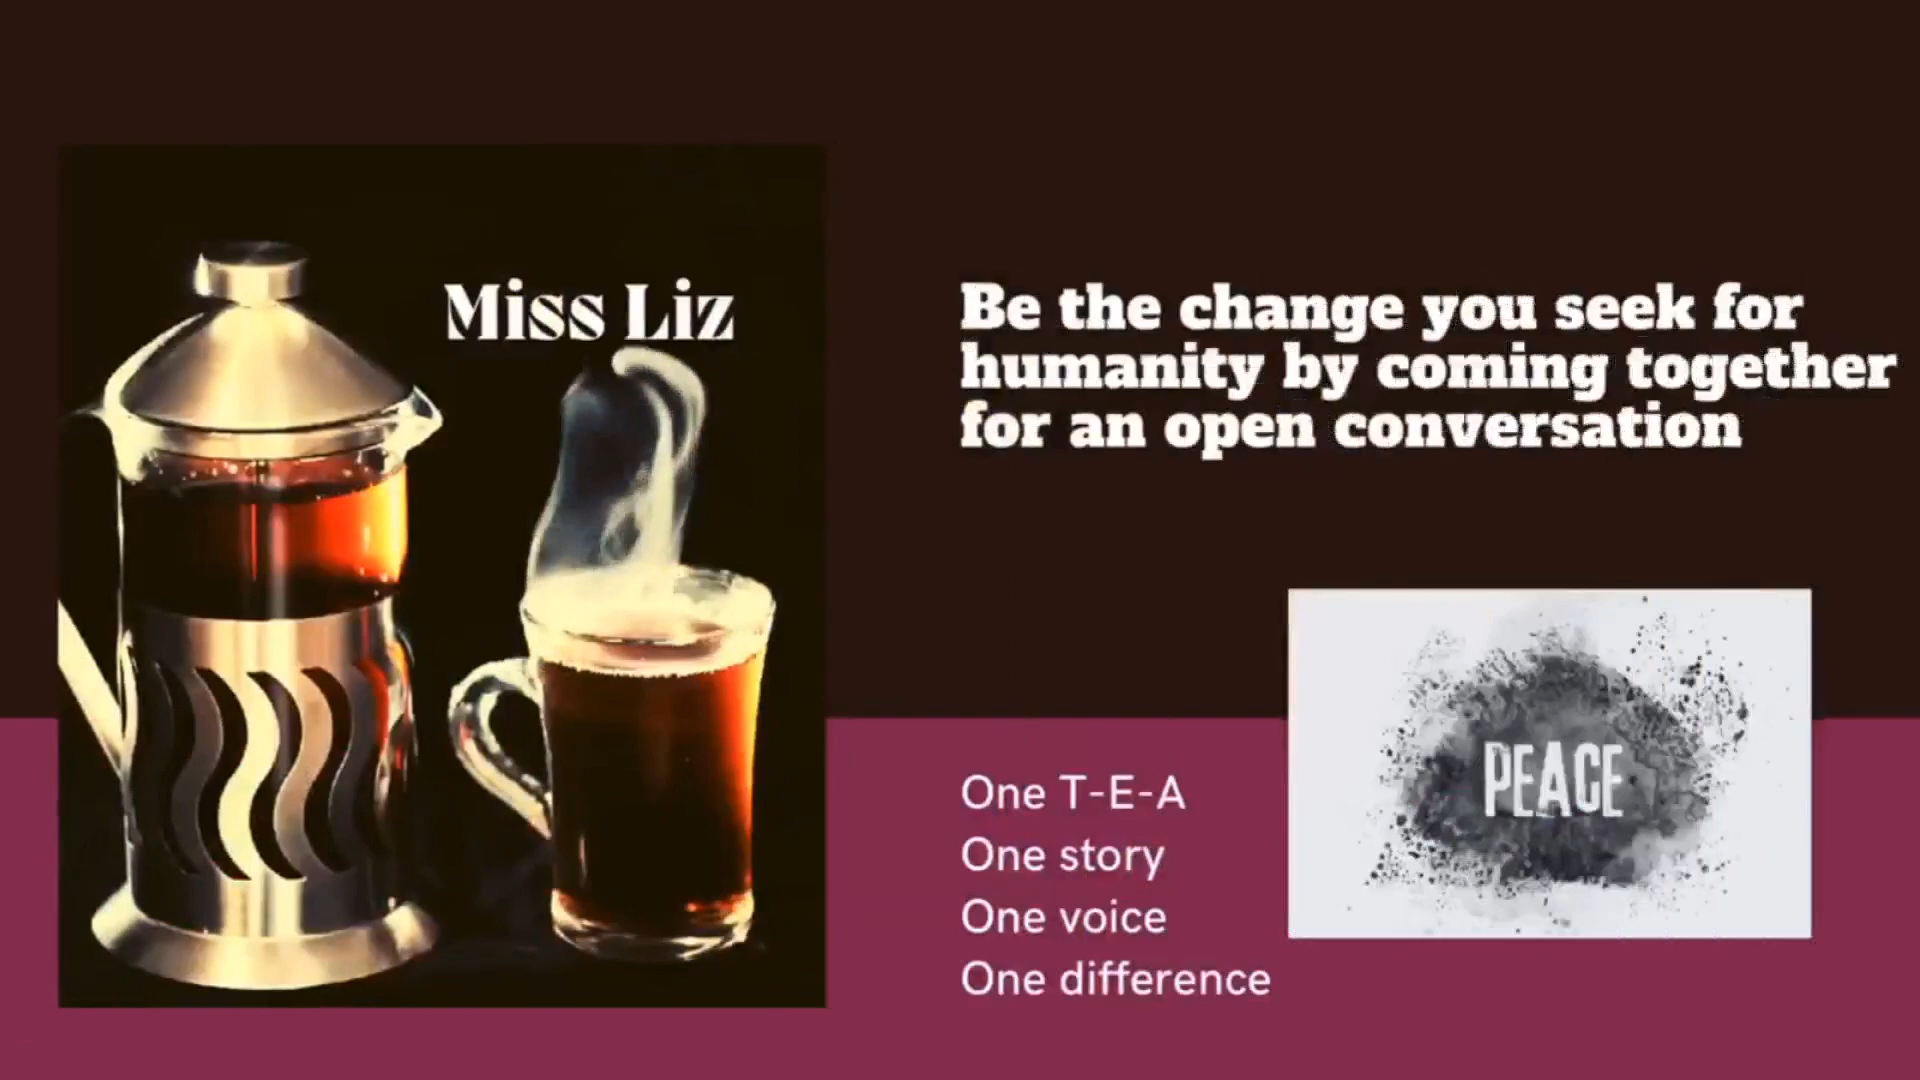 Miss Liz
Be the change you seek for
humanity by coming together
for an open conversation
One T-E-A
One story
One voice
One difference
PEACE